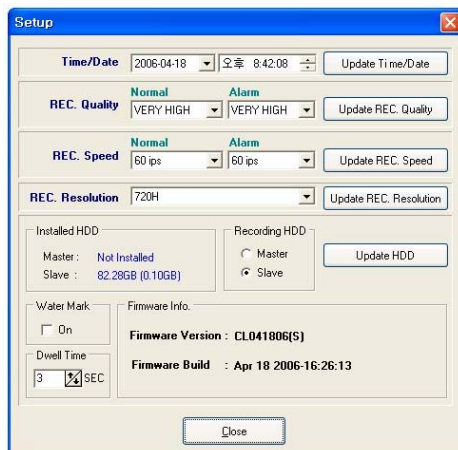 Setup
Time/Date 2006-04-18 오후 8:42:08 Update Time/Date
Normal Alarm
REC. Quality VERY HIGH VERY HIGH Update REC. Quality
Normal Alarm
REC. Speed 60 ips 60 ips Update REC. Speed
REC. Resolution 720H Update REC. Resolution
Installed HDD
Master : Not Installed
Slave : 82.28GB (0.10GB)
Recording HDD
Master
Slave
Update HDD
Water Mark
On
Dwell Time
3 SEC
Firmware Info.
Firmware Version : CL041806(S)
Firmware Build : Apr 18 2006-16:26:13
Close